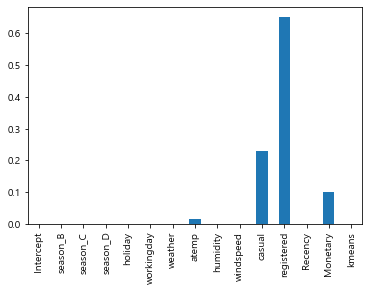 0.6
0.5
0.4
0.3
0.2
0.1
0.0
Intercept
season_B
season_C
season_D
holiday
workingday
weather
atemp
humidity
windspeed
casual
registered
Recency
Monetary
kmeans